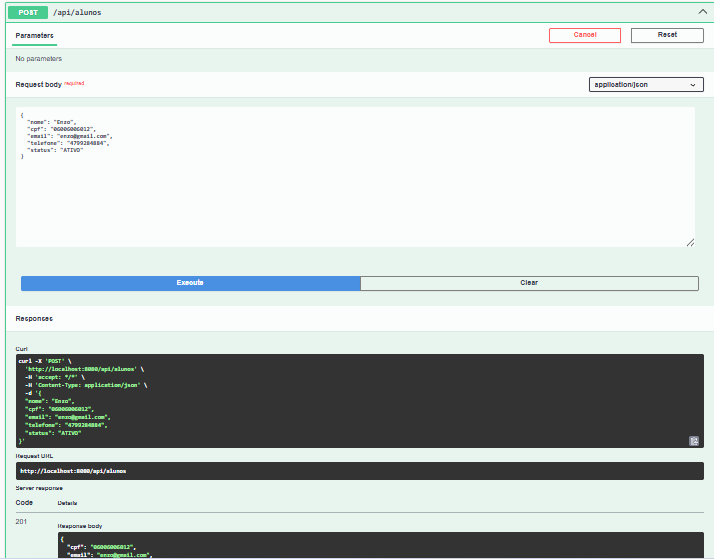 POST /api/alunos
Parameters
Cancel
Reset
No parameters
Request body required
application/json
{
"nome": "Enzo",
"cpf": "06006006012",
"email": "enzo@gmail.com",
"telefone": "4799284884",
"status": "ATIVO"
}
Execute
Clear
Responses
Curl
curl -X 'POST' \
'http://localhost:8080/api/alunos' \
-H 'accept: */*' \
-H 'Content-Type: application/json' \
-d '{
"nome": "Enzo",
"cpf": "06006006012",
"email": "enzo@gmail.com",
"telefone": "4799284884",
"status": "ATIVO"
}'
Request URL
http://localhost:8080/api/alunos
Server response
Code Details
201
Response body
{
"cpf": "06006006012",
"email": "enzo@gmail.com",